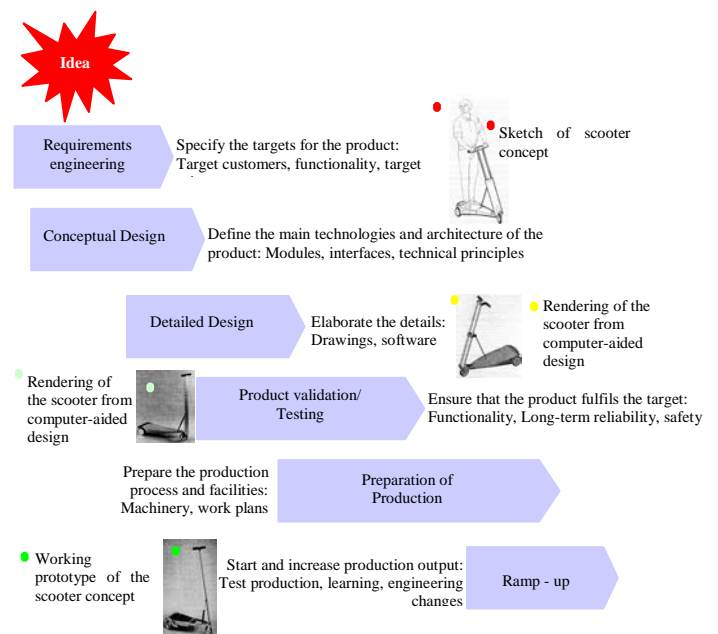 Idea
Requirements
engineering
Specify the targets for the product:
Target customers, functionality, target
Sketch of scooter
concept
Conceptual Design
Define the main technologies and architecture of the
product: Modules, interfaces, technical principles
Detailed Design
Elaborate the details:
Drawings, software
Rendering of the
scooter from
computer-aided
design
Rendering of
the scooter from
computer-aided
design
Product validation/
Testing
Ensure that the product fulfils the target:
Functionality, Long-term reliability, safety
Prepare the production
process and facilities:
Machinery, work plans
Preparation of
Production
Working
prototype of the
scooter concept
Start and increase production output:
Test production, learning, engineering
changes
Ramp - up